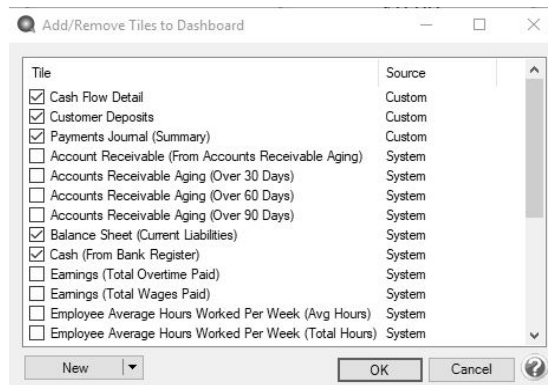 Add/Remove Tiles to Dashboard
Tile Source
Cash Flow Detail Custom
Customer Deposits Custom
Payments Journal (Summary) Custom
Account Receivable (From Accounts Receivable Aging) System
Accounts Receivable Aging (Over 30 Days) System
Accounts Receivable Aging (Over 60 Days) System
Accounts Receivable Aging (Over 90 Days) System
Balance Sheet (Current Liabilities) System
Cash (From Bank Register) System
Earnings (Total Overtime Paid) System
Earnings (Total Wages Paid) System
Employee Average Hours Worked Per Week (Avg Hours) System
Employee Average Hours Worked Per Week (Total Hours) System
New OK Cancel ?